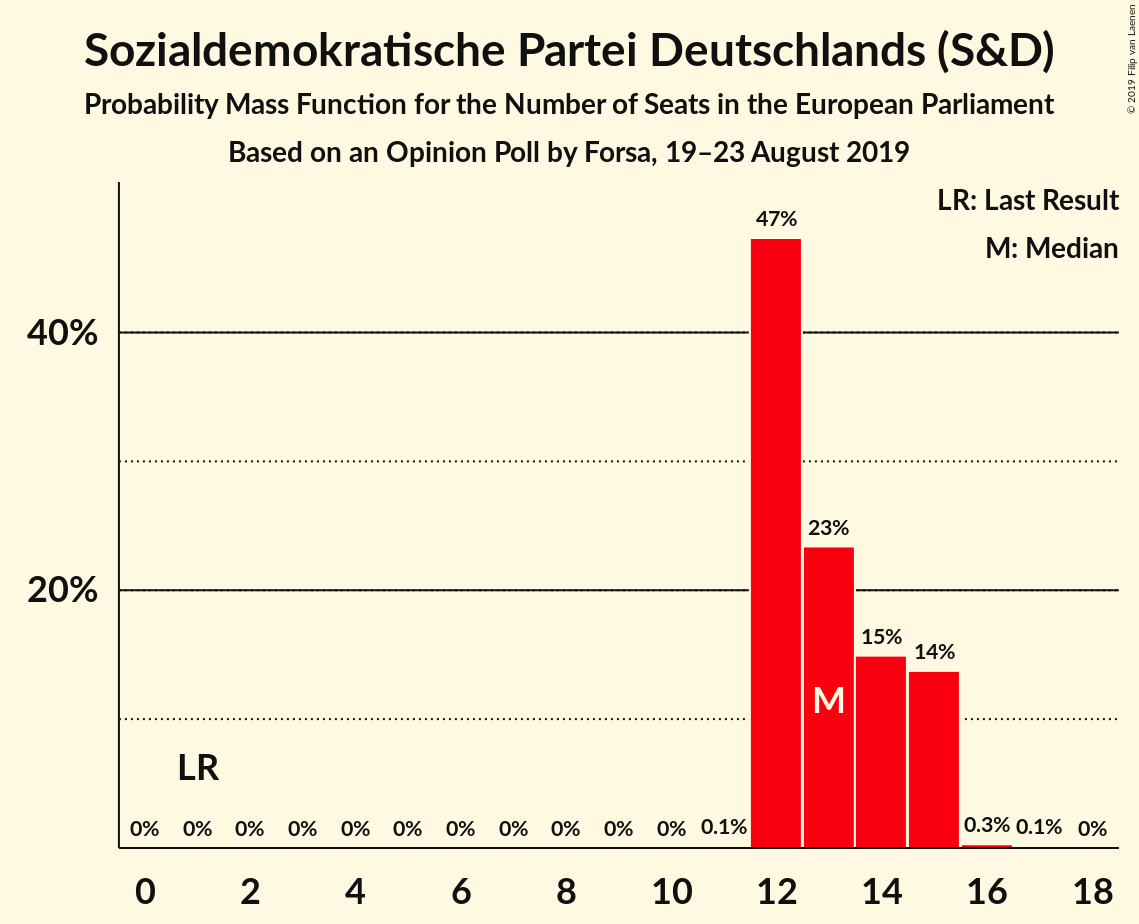 Sozialdemokratische Partei Deutschlands (S&D)
Probability Mass Function for the Number of Seats in the European Parliament
Based on an Opinion Poll by Forsa, 19–23 August 2019
© 2019 Filip van Laenen
LR: Last Result
M: Median
47%
40%
23%
20%
15%
14%
M
LR
0% 0% 0% 0% 0% 0% 0% 0% 0% 0% 0% 0.1% 0.3% 0.1% 0%
0 2 4 6 8 10 12 14 16 18